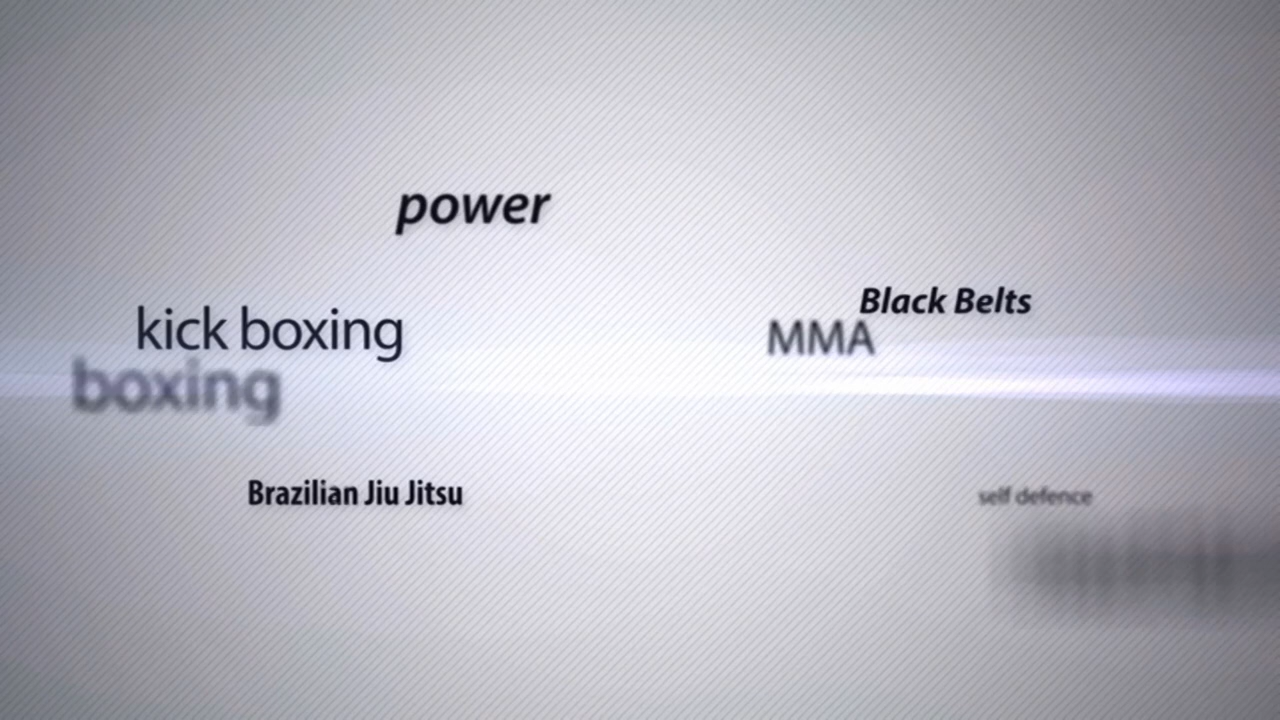 power
Black Belts
kick boxing
MMA
boxing
Brazilian Jiu Jitsu
self defence